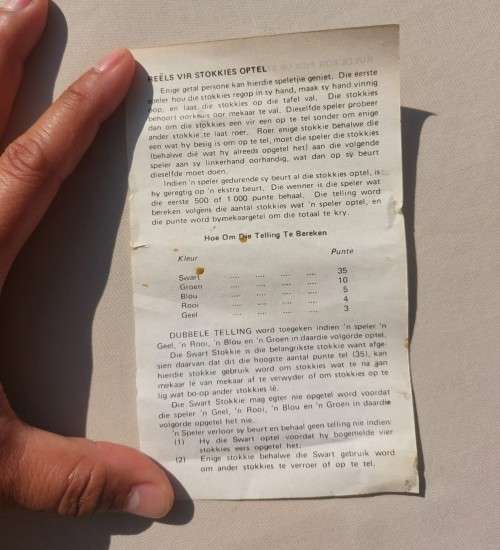 REËLS VIR STOKKIES OPTEL
Enige getal persone kan hierdie speletjie geniet. Die eerste
speler hou die stokkies regop in sy hand, maak sy hand vinnig
oop, en laat die stokkies op die tafel val. Die stokkies
behoort oorkruis oor mekaar te val. Dieselfde speler probeer
dan om die stokkies een vir een op te tel sonder om enige
ander stokkie te laat roer. Roer enige stokkie behalwe die
een wat hy besig is om op te tel, moet die speler die stokkies
(behalwe dié wat hy alreeds opgetel het) aan die volgende
speler aan sy linkerhand oorhandig, wat dan op sy beurt
dieselfde moet doen.
Indien 'n speler gedurende sy beurt al die stokkies optel, is
hy geregtig op 'n ekstra beurt. Die wenner is die speler wat
die eerste 500 of 1 000 punte behaal. Die telling word
bereken volgens die aantal stokkies wat 'n speler optel, en
die punte word bymekaargetel om die totaal te kry.
Hoe Om Die Telling Te Bereken
Kleur Punte
Swart .... .... .... .... 35
Groen .... .... .... .... 10
Blou .... .... .... .... 5
Rooi .... .... .... .... 4
Geel .... .... .... .... 3
DUBBELE TELLING word toegeken indien 'n speler 'n
Geel, 'n Rooi, 'n Blou en 'n Groen in daardie volgorde optel.
Die Swart Stokkie is die belangrikste stokkie want afge-
sien daarvan dat dit die hoogste aantal punte tel (35), kan
hierdie stokkie gebruik word om stokkies wat te na aan
mekaar lê van mekaar af te verwyder of om stokkies op te
lig wat bo-op ander stokkies lê.
Die Swart Stokkie mag egter nie opgetel word voordat
die speler 'n Geel, 'n Rooi, 'n Blou en 'n Groen in daardie
volgorde opgetel het nie.
'n Speler verloor sy beurt en behaal geen telling nie indien:
(1) Hy die Swart optel voordat hy bogemelde vier
stokkies eers opgetel het;
(2) Enige stokkie behalwe die Swart gebruik word
om ander stokkies te verroer of op te tel.